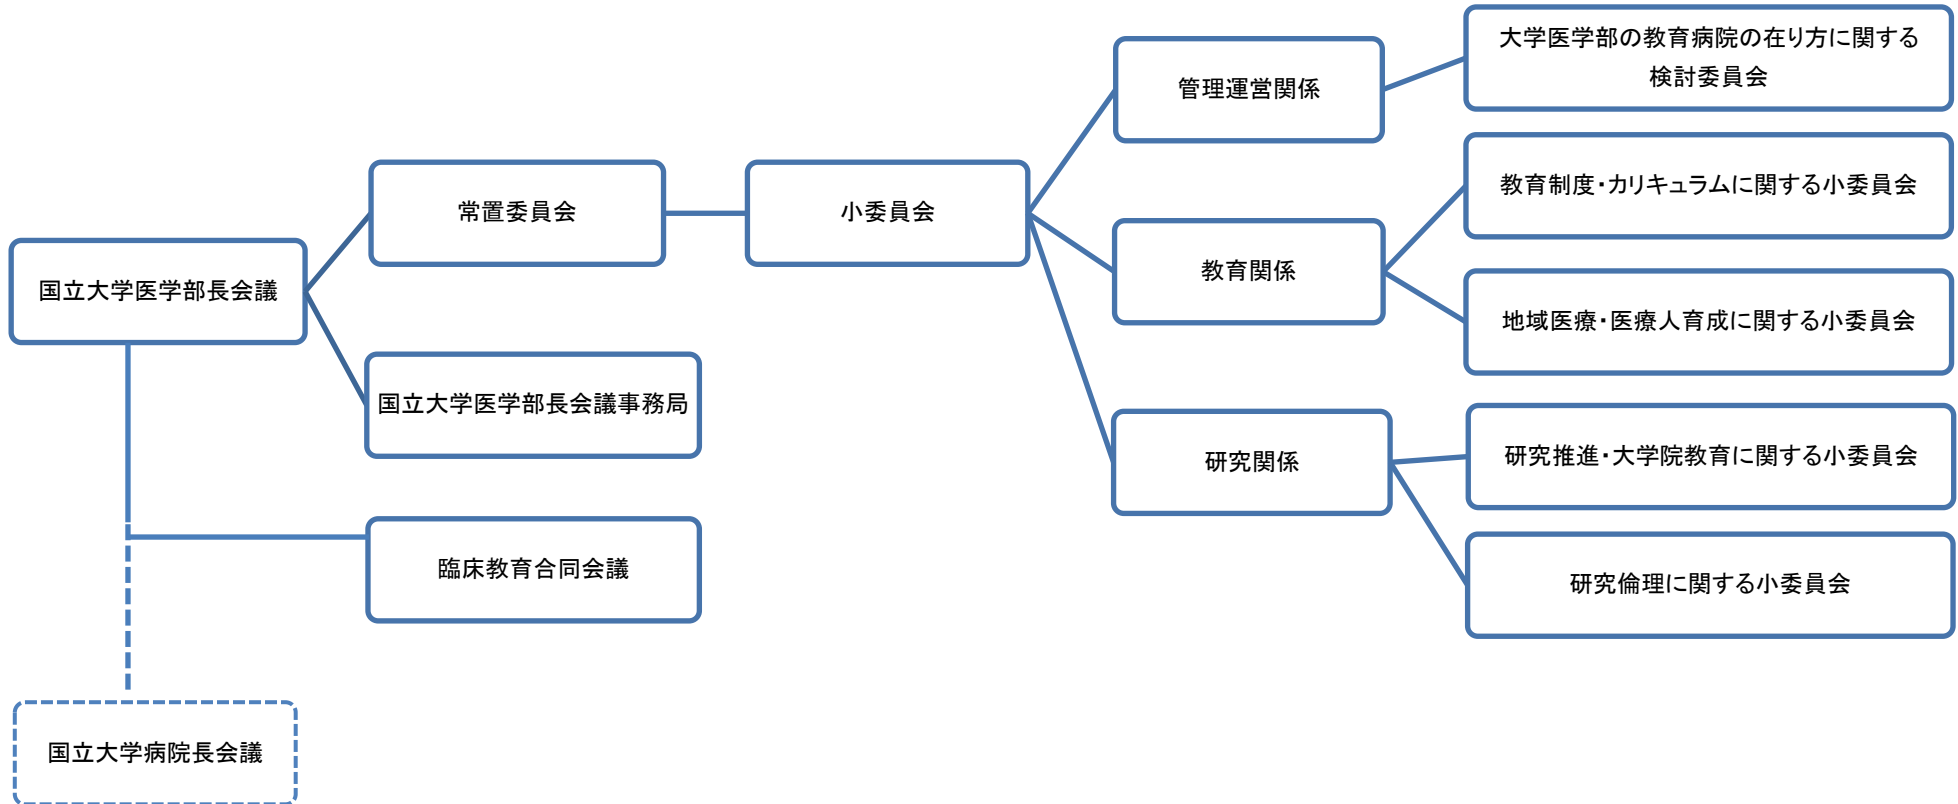 国立大学医学部長会議
常置委員会
国立大学医学部長会議事務局
臨床教育合同会議
国立大学病院長会議
小委員会
管理運営関係
教育関係
研究関係
大学医学部の教育病院の在り方に関する
検討委員会
教育制度・カリキュラムに関する小委員会
地域医療・医療人育成に関する小委員会
研究推進・大学院教育に関する小委員会
研究倫理に関する小委員会